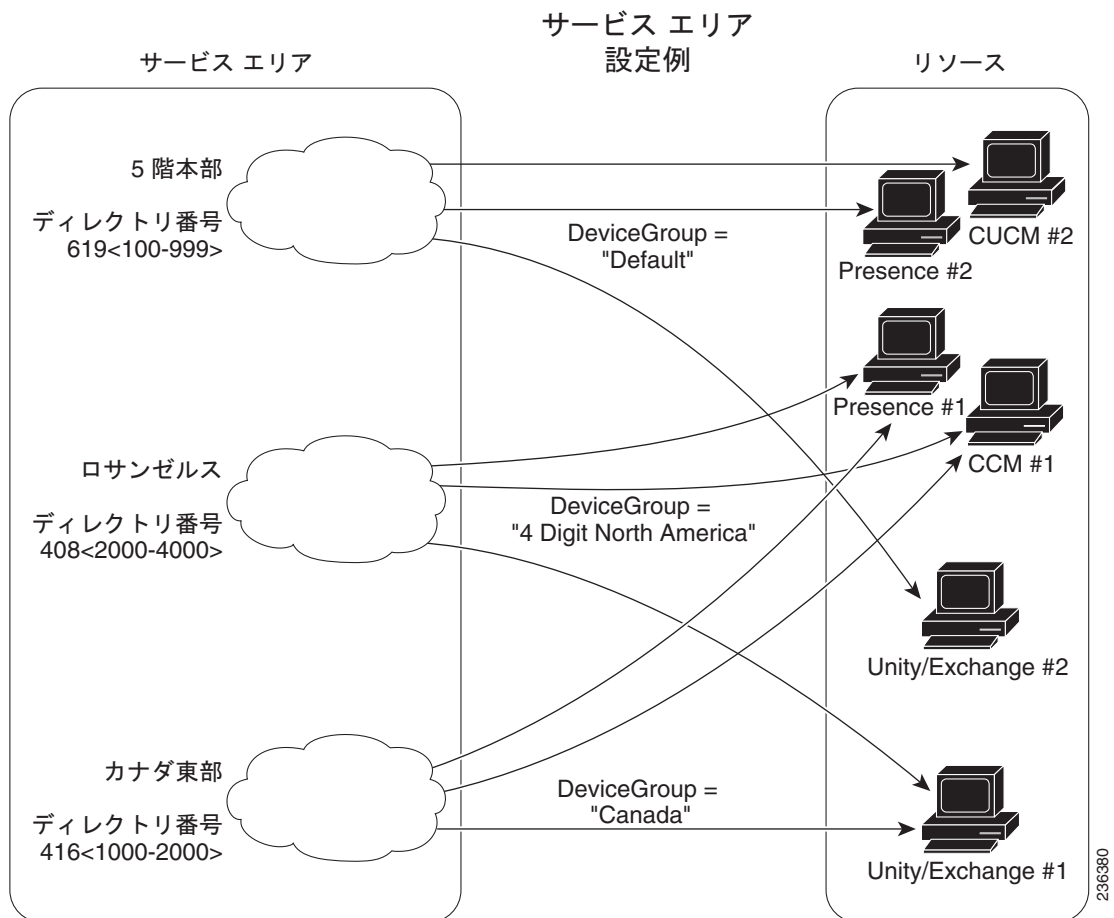 サービス エリア
設定例
サービス エリア
リソース
5 階本部
ディレクトリ番号
619<100-999>
DeviceGroup =
"Default"
CUCM #2
Presence #2
Presence #1
ロサンゼルス
CCM #1
ディレクトリ番号
408<2000-4000>
DeviceGroup =
"4 Digit North America"
Unity/Exchange #2
カナダ東部
ディレクトリ番号
416<1000-2000>
DeviceGroup =
"Canada"
Unity/Exchange #1
236380